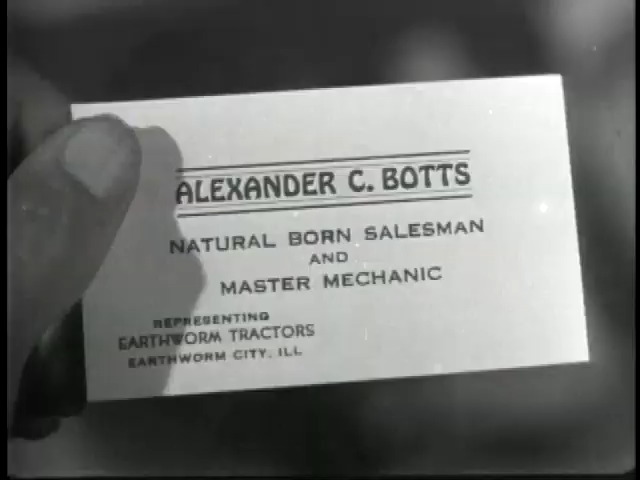 ALEXANDER C. BOTTS
NATURAL BORN SALESMAN
AND
MASTER MECHANIC
REPRESENTING
EARTHWORM TRACTORS
EARTHWORM CITY, ILL